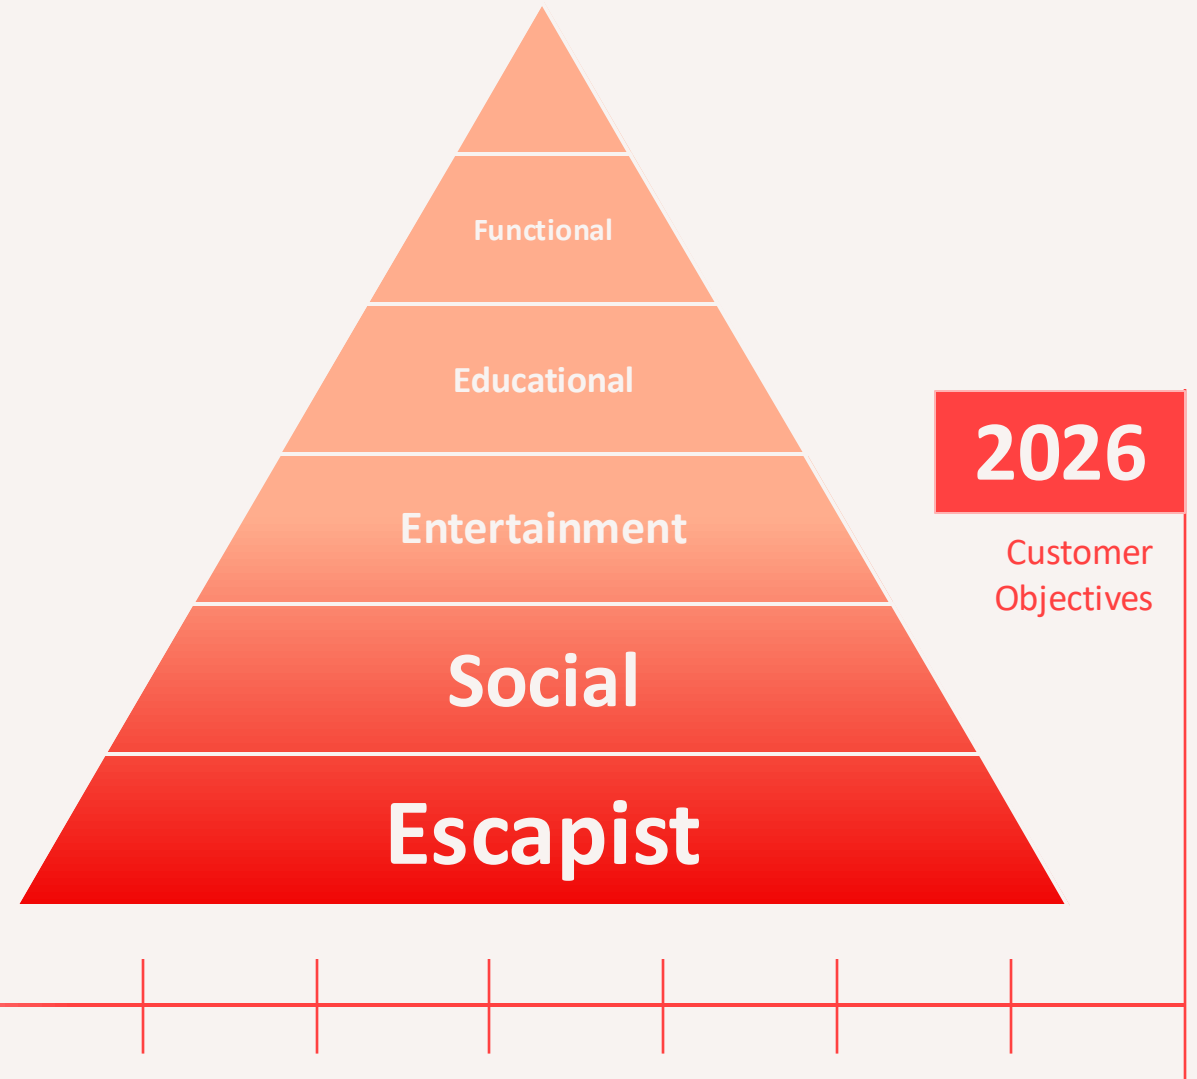 Functional
Educational
Entertainment
Social
Escapist
2026
Customer
Objectives